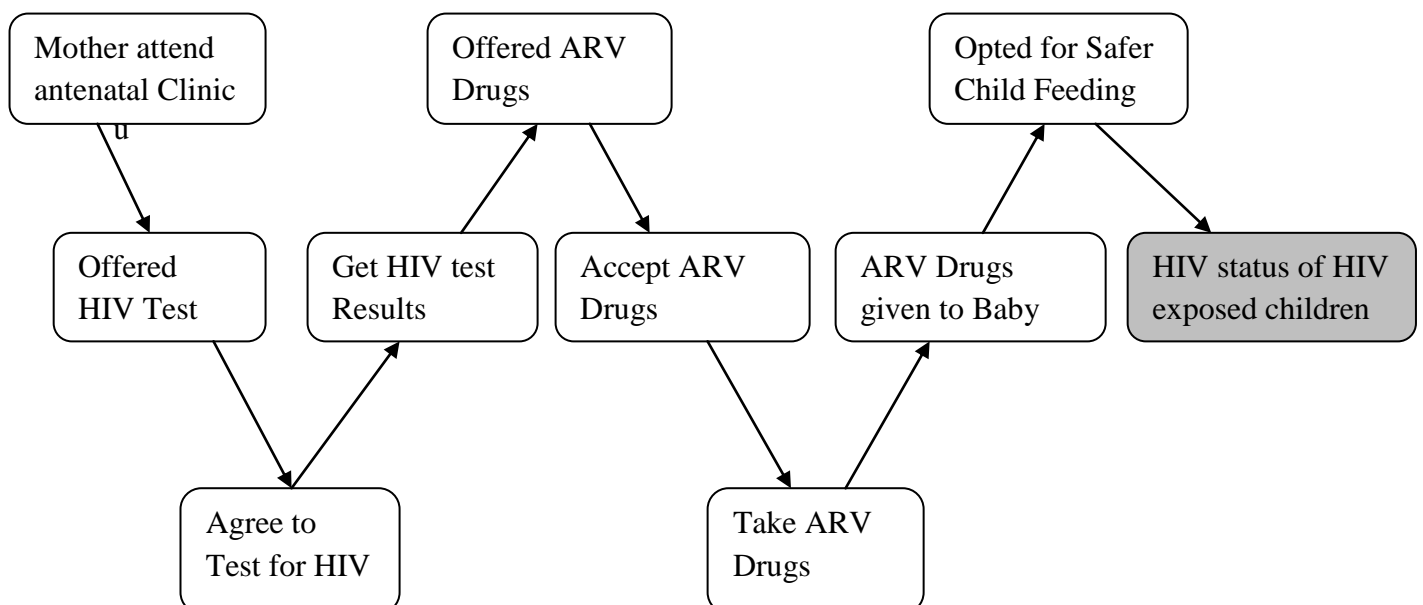 Mother attend
antenatal Clinic
u
Offered
HIV Test
Agree to
Test for HIV
Get HIV test
Results
Offered ARV
Drugs
Accept ARV
Drugs
Take ARV
Drugs
ARV Drugs
given to Baby
Opted for Safer
Child Feeding
HIV status of HIV
exposed children